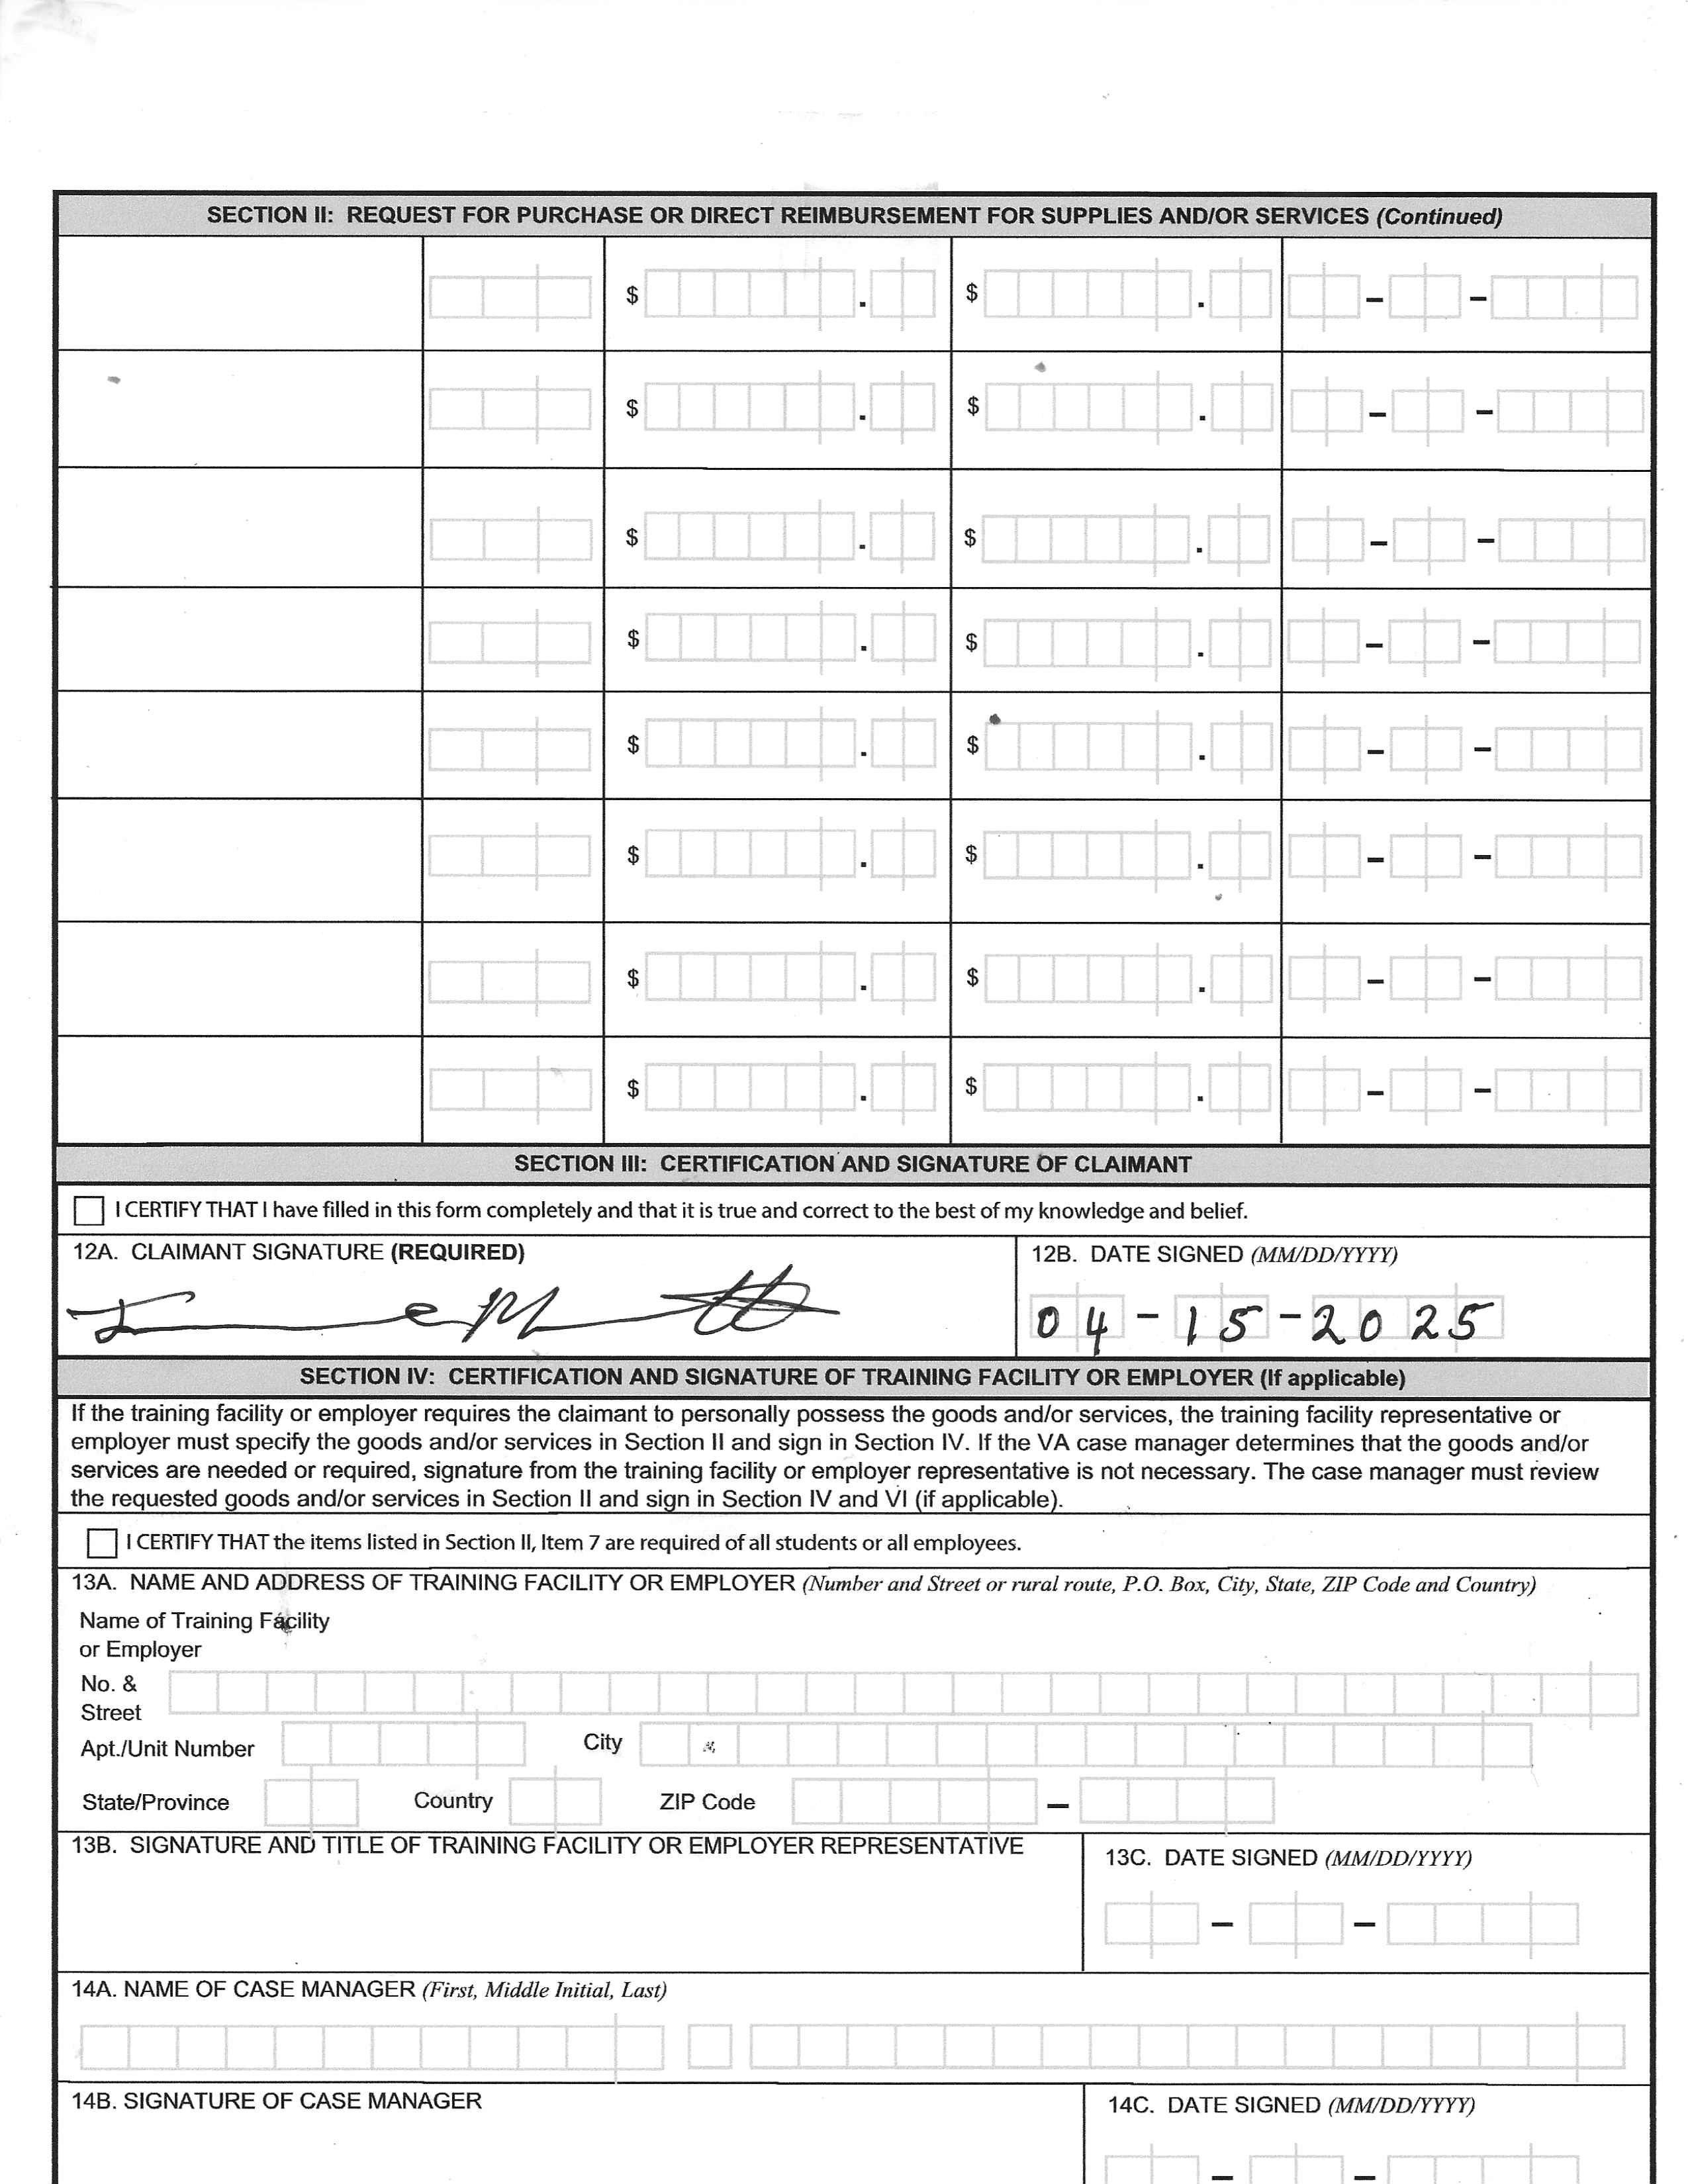 SECTION II: REQUEST FOR PURCHASE OR DIRECT REIMBURSEMENT FOR SUPPLIES AND/OR SERVICES (Continued)
$ . $ . – –
$ . $ . – –
$ . $ . – –
$ . $ . – –
$ . $ . – –
$ . $ . – –
$ . $ . – –
$ . $ . – –
SECTION III: CERTIFICATION AND SIGNATURE OF CLAIMANT
I CERTIFY THAT I have filled in this form completely and that it is true and correct to the best of my knowledge and belief.
12A. CLAIMANT SIGNATURE (REQUIRED)
12B. DATE SIGNED (MM/DD/YYYY)
04-15-2025
SECTION IV: CERTIFICATION AND SIGNATURE OF TRAINING FACILITY OR EMPLOYER (If applicable)
If the training facility or employer requires the claimant to personally possess the goods and/or services, the training facility representative or
employer must specify the goods and/or services in Section II and sign in Section IV. If the VA case manager determines that the goods and/or
services are needed or required, signature from the training facility or employer representative is not necessary. The case manager must review
the requested goods and/or services in Section II and sign in Section IV and VI (if applicable).
I CERTIFY THAT the items listed in Section II, Item 7 are required of all students or all employees.
13A. NAME AND ADDRESS OF TRAINING FACILITY OR EMPLOYER (Number and Street or rural route, P.O. Box, City, State, ZIP Code and Country)
Name of Training Facility
or Employer
No. &
Street
Apt./Unit Number City
State/Province Country ZIP Code –
13B. SIGNATURE AND TITLE OF TRAINING FACILITY OR EMPLOYER REPRESENTATIVE
13C. DATE SIGNED (MM/DD/YYYY)
– –
14A. NAME OF CASE MANAGER (First, Middle Initial, Last)
14B. SIGNATURE OF CASE MANAGER
14C. DATE SIGNED (MM/DD/YYYY)
– –